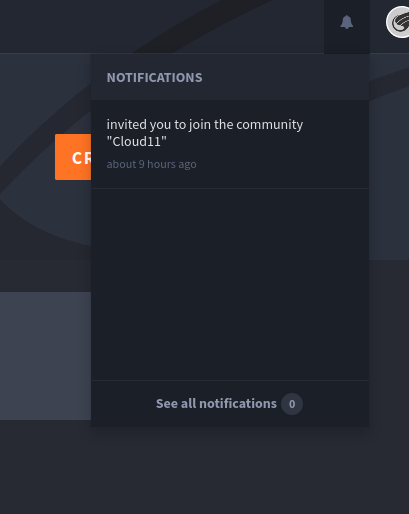 NOTIFICATIONS
invited you to join the community
"Cloud11"
CR
about 9 hours ago
See all notifications 0